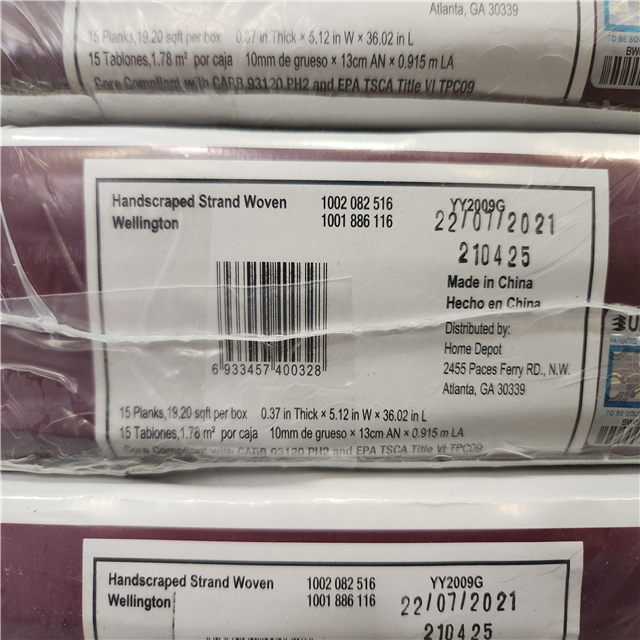 Atlanta, GA 30339
15 Planks,19.20 sqft per box 0.37 in Thick × 5.12 in W × 36.02 in L
15 Tablones,1.78 m² por caja 10mm de grueso × 13cm AN × 0.915 m LA
Core Compliant with CARB 93120 PH2 and EPA TSCA Title VI TPC09
TO BE SOL
Handscraped Strand Woven 1002 082 516 YY2009G
Wellington 1001 886 116 22/07/2021
210425
Made in China
Hecho en China
Distributed by:
Home Depot
2455 Paces Ferry RD., N.W.
Atlanta, GA 30339
6 933457 400328
PATENTED
TO BE SOL
15 Planks,19.20 sqft per box 0.37 in Thick × 5.12 in W × 36.02 in L
15 Tablones,1.78 m² por caja 10mm de grueso × 13cm AN × 0.915 m LA
Core Compliant with CARB 93120 PH2 and EPA TSCA Title VI TPC09
Handscraped Strand Woven 1002 082 516 YY2009G
Wellington 1001 886 116 22/07/2021
210425